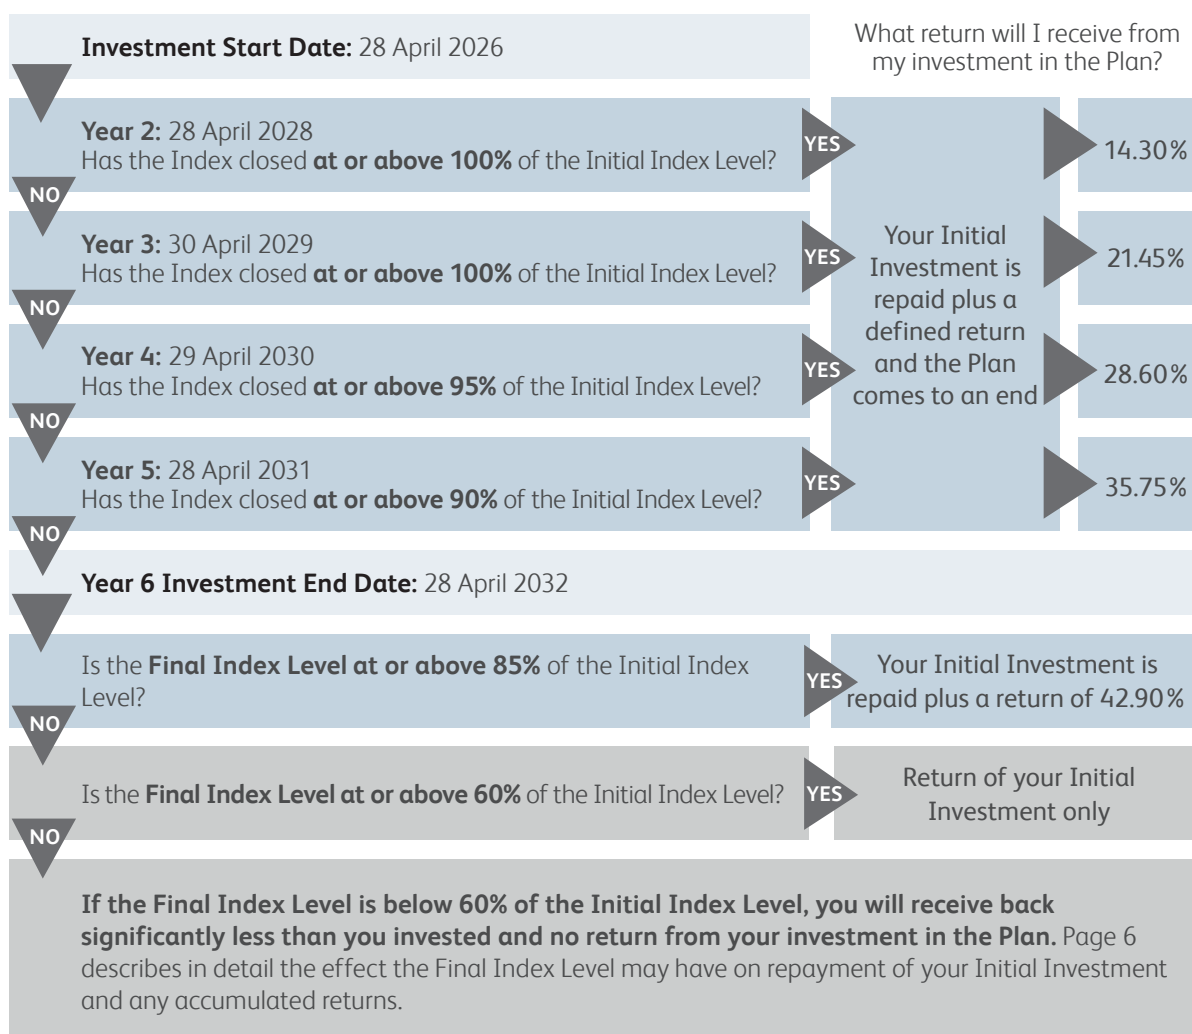 Investment Start Date: 28 April 2026
What return will I receive from
my investment in the Plan?
Year 2: 28 April 2028
Has the Index closed at or above 100% of the Initial Index Level?
YES
14.30%
NO
Year 3: 30 April 2029
Has the Index closed at or above 100% of the Initial Index Level?
YES
21.45%
NO
Year 4: 29 April 2030
Has the Index closed at or above 95% of the Initial Index Level?
YES
28.60%
NO
Year 5: 28 April 2031
Has the Index closed at or above 90% of the Initial Index Level?
YES
35.75%
NO
Your Initial
Investment is
repaid plus a
defined return
and the Plan
comes to an end
Year 6 Investment End Date: 28 April 2032
Is the Final Index Level at or above 85% of the Initial Index
Level?
YES
Your Initial Investment is
repaid plus a return of 42.90%
NO
Is the Final Index Level at or above 60% of the Initial Index Level?
YES
Return of your Initial
Investment only
NO
If the Final Index Level is below 60% of the Initial Index Level, you will receive back
significantly less than you invested and no return from your investment in the Plan. Page 6
describes in detail the effect the Final Index Level may have on repayment of your Initial Investment
and any accumulated returns.